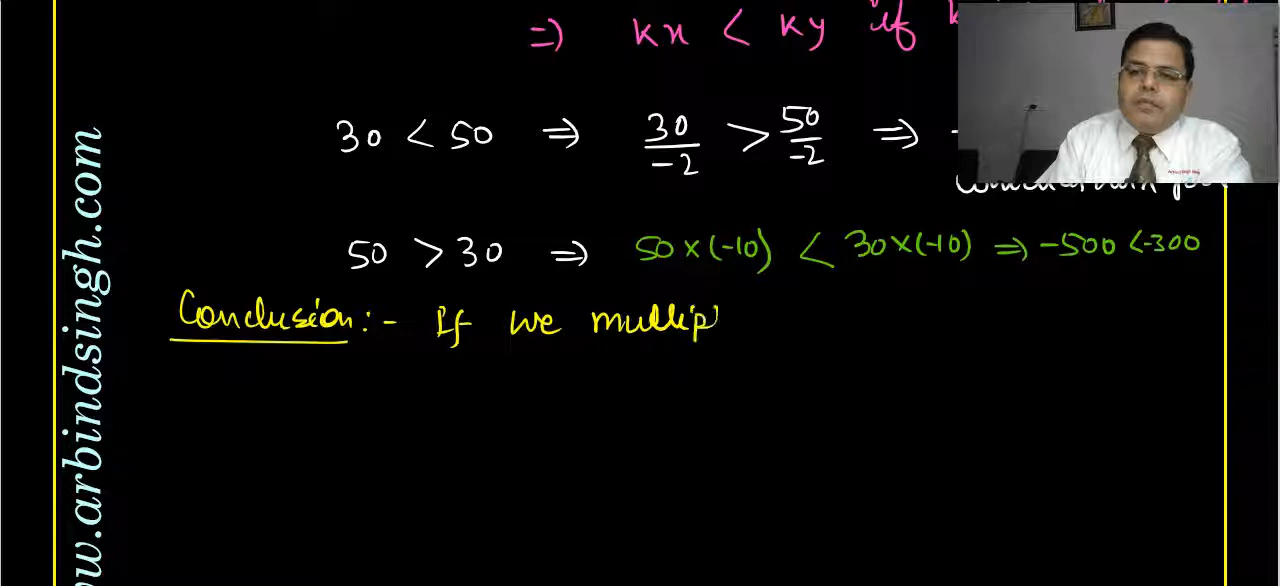 ⇒ kx < ky if k
30 < 50 ⇒ 30/-2 > 50/-2 ⇒ -
50 > 30 ⇒ 50×(-10) < 30×(-10) ⇒ -500 < -300
Conclusion:- If we multip
w.arbindsingh.com